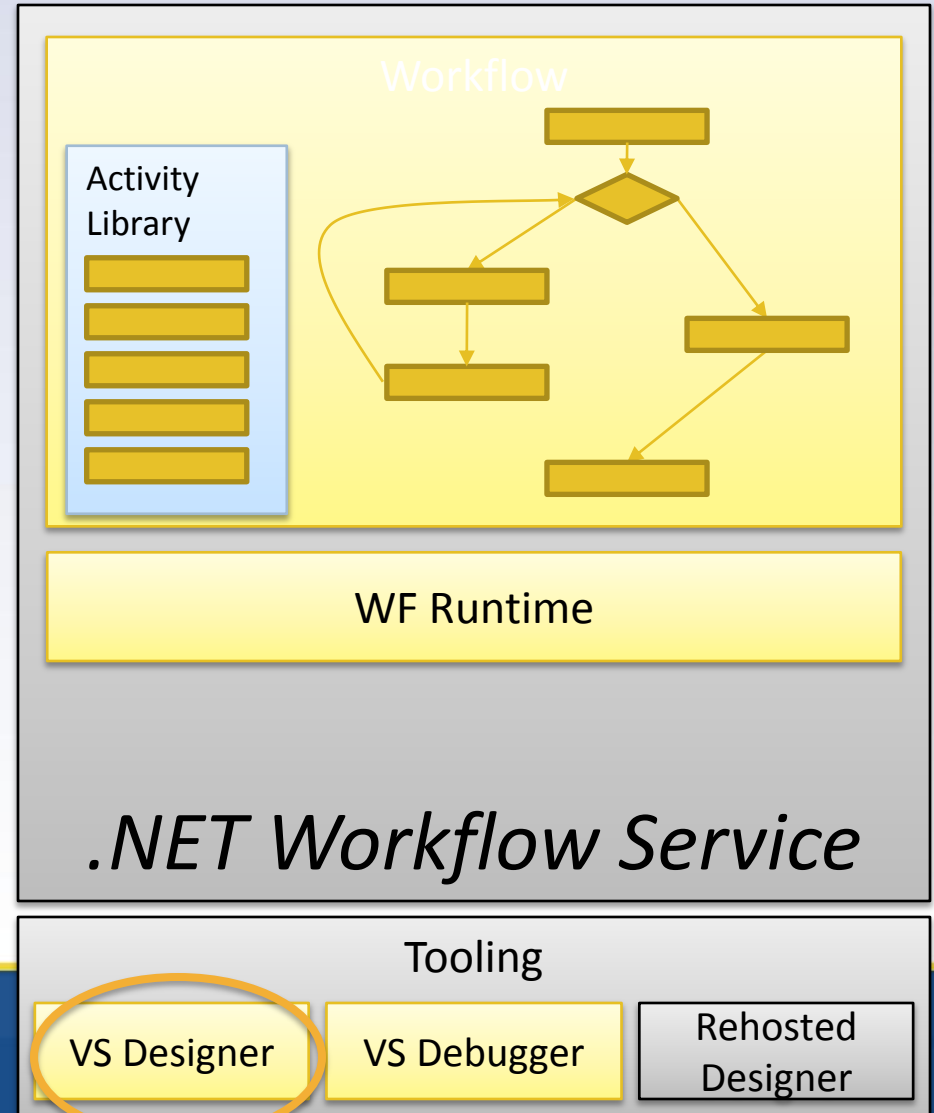 Workflow
Activity
Library
WF Runtime
.NET Workflow Service
Tooling
VS Designer
VS Debugger
Rehosted
Designer